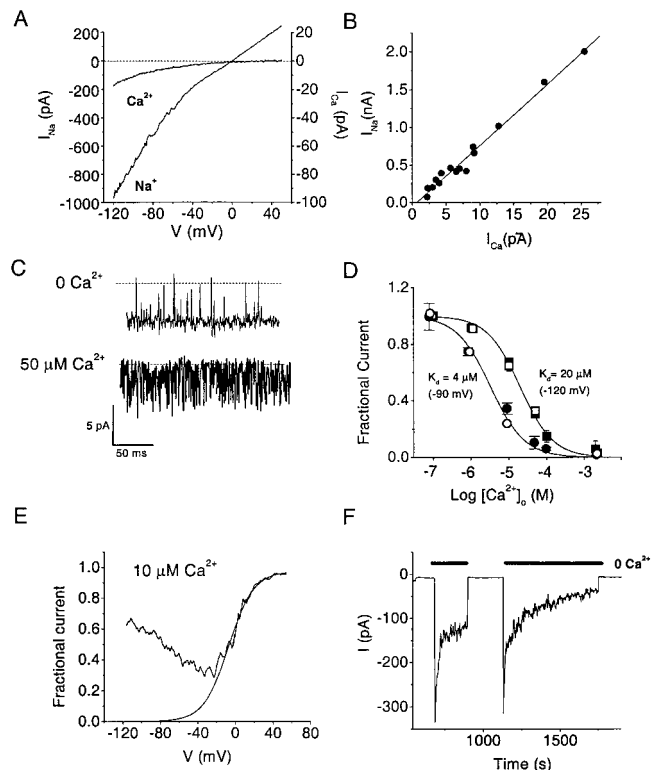 A
I_Na (pA)
200
0
-200
-400
-600
-800
-1000
-120
-80
-40
0
40
V (mV)
Ca²⁺
Na⁺
20
0
-20
-40
-60
-80
-100
I_Ca (pA)
B
I_Na(nA)
2.0
1.5
1.0
0.5
0.0
0
5
10
15
20
25
I_Ca(pA)
C
0 Ca²⁺
50 µM Ca²⁺
5 pA
50 ms
D
Fractional Current
1.2
0.8
0.4
0.0
K_d = 4 µM
(-90 mV)
K_d= 20 µM
(-120 mV)
-7
-6
-5
-4
-3
Log [Ca²⁺]_o (M)
E
Fractional current
10 µM Ca²⁺
1.0
0.8
0.6
0.4
0.2
0.0
-120
-80
-40
0
40
80
V (mV)
F
0 Ca²⁺
I (pA)
0
-100
-200
-300
1000
1500
Time (s)